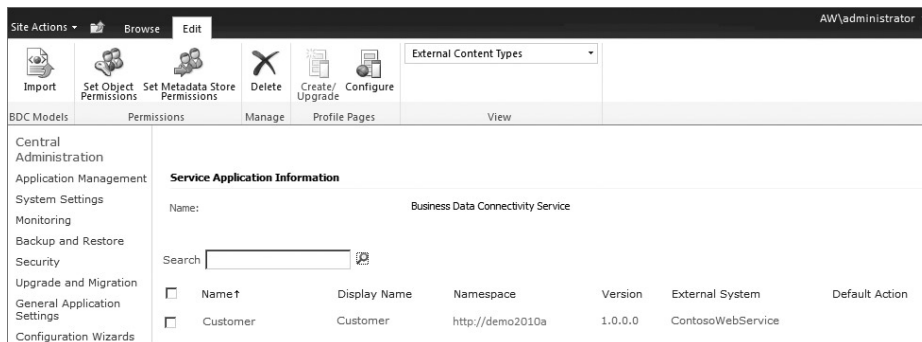 AW\administrator
Site Actions Browse Edit
External Content Types
Import Set Object Permissions Set Metadata Store Permissions Delete Create/ Upgrade Configure
BDC Models Permissions Manage Profile Pages View
Central Administration
Application Management
System Settings
Monitoring
Backup and Restore
Security
Upgrade and Migration
General Application Settings
Configuration Wizards
Service Application Information
Name: Business Data Connectivity Service
Search
Name↑ Display Name Namespace Version External System Default Action
Customer Customer http://demo2010a 1.0.0.0 ContosoWebService